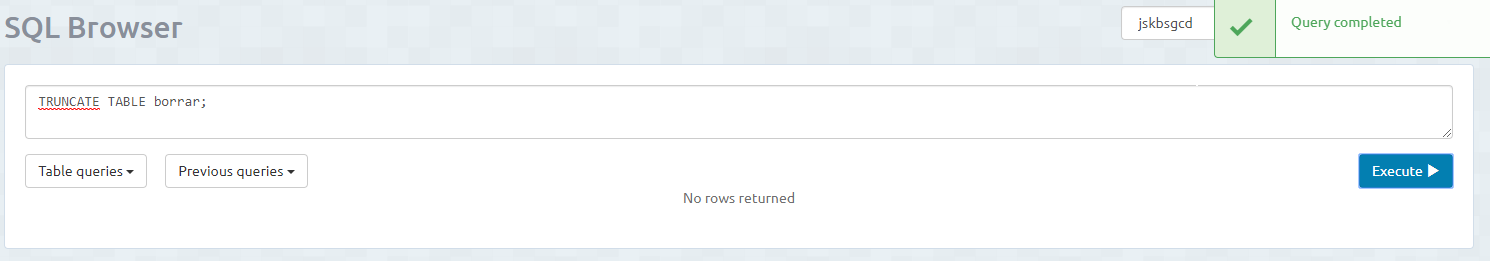 SQL Browser
jskbsgcd
Query completed
TRUNCATE TABLE borrar;
Table queries
Previous queries
Execute
No rows returned